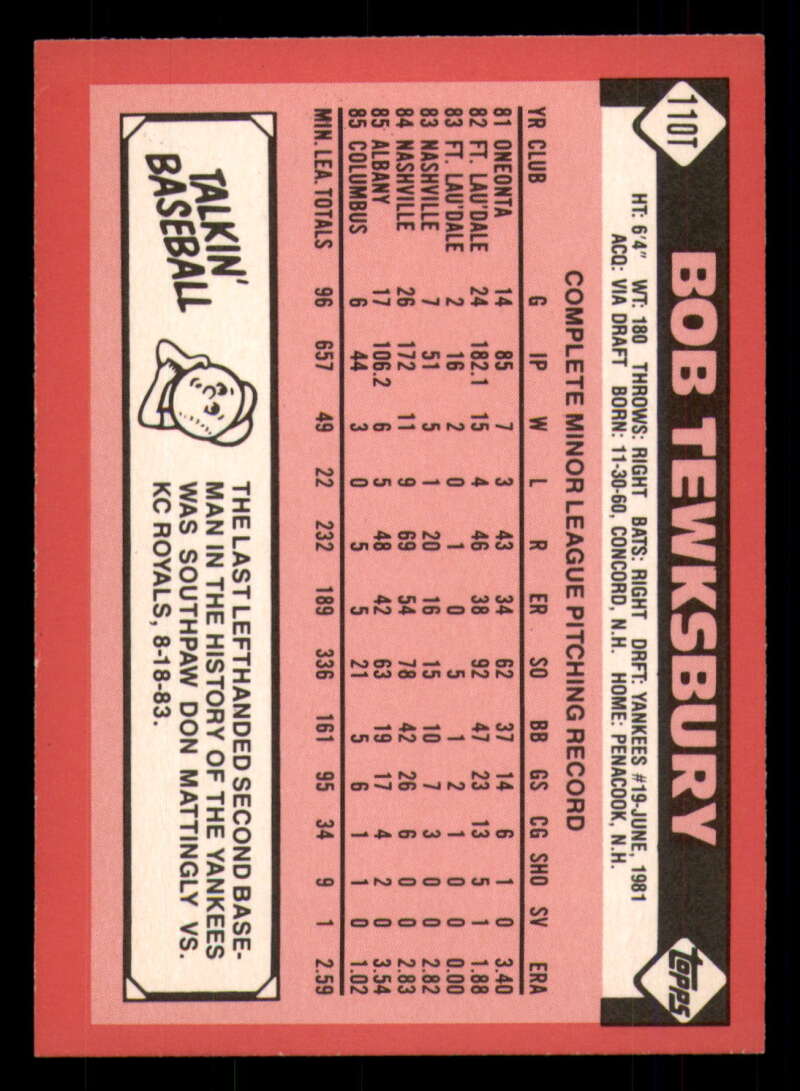 110T
BOB TEWKSBURY
topps
HT: 6'4" WT: 180 THROWS: RIGHT BATS: RIGHT DRFT: YANKEES #19-JUNE, 1981
ACQ: VIA DRAFT BORN: 11-30-60, CONCORD, N.H. HOME: PENACOOK, N.H.
COMPLETE MINOR LEAGUE PITCHING RECORD
YR CLUB G IP W L R ER SO BB GS CG SHO SV ERA
81 ONEONTA 14 85 7 3 43 34 62 37 14 6 1 0 3.40
82 FT. LAU'DALE 24 182.1 15 4 46 38 92 47 23 13 5 1 1.88
83 FT. LAU'DALE 2 16 2 0 1 0 5 1 2 1 0 0 0.00
83 NASHVILLE 7 51 5 1 20 16 15 10 7 3 0 0 2.82
84 NASHVILLE 26 172 11 9 69 54 78 42 26 6 0 0 2.83
85 ALBANY 17 106.2 6 5 48 42 63 19 17 4 2 0 3.54
85 COLUMBUS 6 44 3 0 5 5 21 5 6 1 1 0 1.02
MIN. LEA. TOTALS 96 657 49 22 232 189 336 161 95 34 9 1 2.59
TALKIN'
BASEBALL
THE LAST LEFTHANDED SECOND BASE-
MAN IN THE HISTORY OF THE YANKEES
WAS SOUTHPAW DON MATTINGLY VS.
KC ROYALS, 8-18-83.